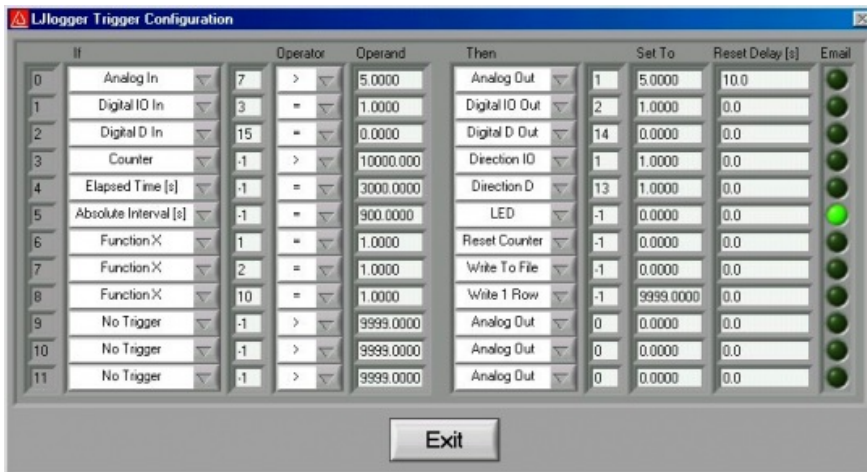 LJlogger Trigger Configuration
If Operator Operand Then Set To Reset Delay [s] Email
0 Analog In 7 > 5.0000 Analog Out 1 5.0000 10.0
1 Digital IO In 3 = 1.0000 Digital IO Out 2 1.0000 0.0
2 Digital D In 15 = 0.0000 Digital D Out 14 0.0000 0.0
3 Counter -1 > 10000.000 Direction IO 1 1.0000 0.0
4 Elapsed Time [s] -1 = 3000.0000 Direction D 13 1.0000 0.0
5 Absolute Interval [s] -1 = 900.0000 LED -1 0.0000 0.0
6 Function X 1 = 1.0000 Reset Counter -1 0.0000 0.0
7 Function X 2 = 1.0000 Write To File -1 0.0000 0.0
8 Function X 10 = 1.0000 Write 1 Row -1 9999.0000 0.0
9 No Trigger -1 > 9999.0000 Analog Out 0 0.0000 0.0
10 No Trigger -1 > 9999.0000 Analog Out 0 0.0000 0.0
11 No Trigger -1 > 9999.0000 Analog Out 0 0.0000 0.0
Exit